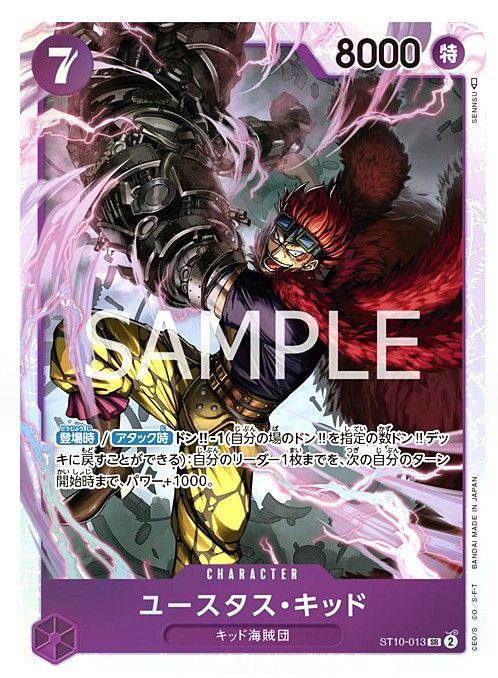 7
8000 特
SENNSU
SAMPLE
登場時 / アタック時 ドン!!-1(自分の場のドン!!を指定の数ドン!!デッ
キに戻すことができる):自分のリーダー1枚までを、次の自分のターン
開始時まで、パワー+1000。
CHARACTER
ユースタス・キッド
キッド海賊団
ST10-013 SR 2
©E.O/S ©O/S・F・T BANDAI MADE IN JAPAN